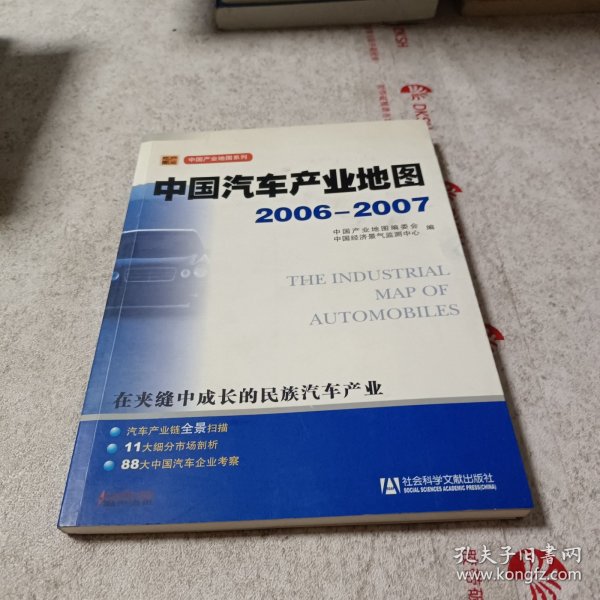 DKSH
DKSH
中国产业地图系列
中国汽车产业地图
2006-2007
中国产业地图编委会
中国经济景气监测中心
编
THE INDUSTRIAL
MAP OF
AUTOMOBILES
在夹缝中成长的民族汽车产业
汽车产业链全景扫描
11大细分市场剖析
88大中国汽车企业考察
社会科学文献出版社
SOCIAL SCIENCES ACADEMIC PRESS(CHINA)
孔夫子旧书网
www.kongfz.com